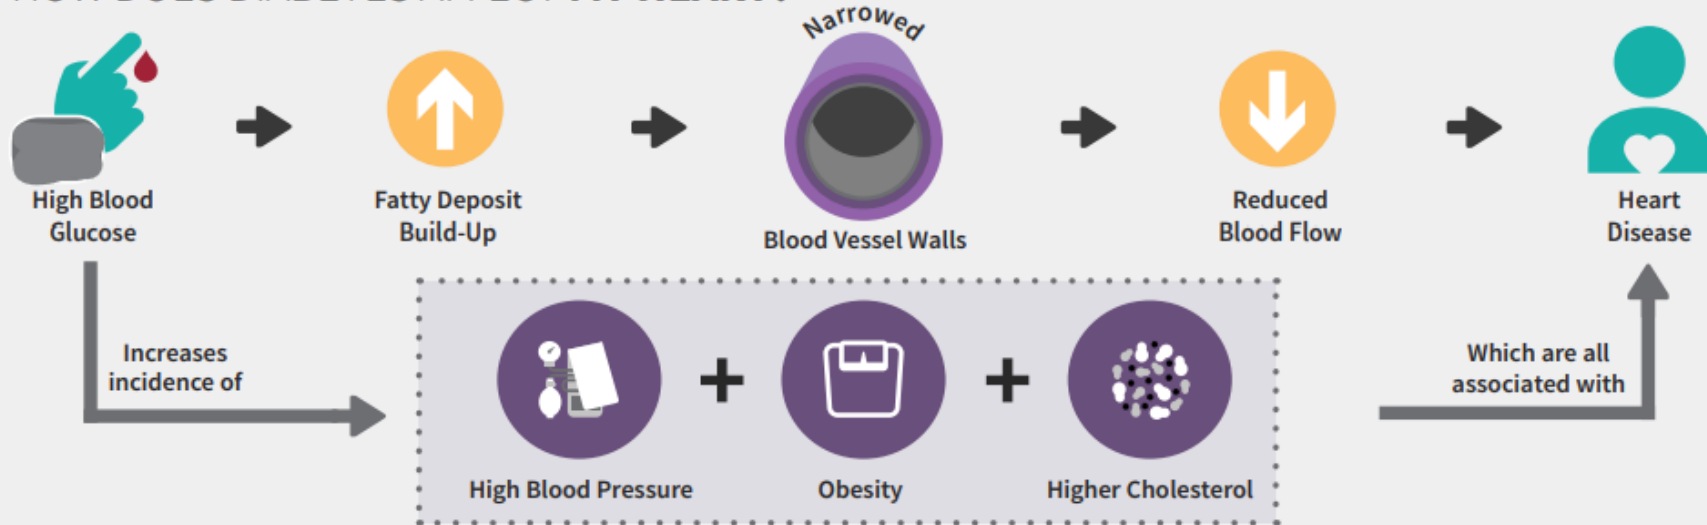 Narrowed
High Blood
Glucose
Fatty Deposit
Build-Up
Blood Vessel Walls
Reduced
Blood Flow
Heart
Disease
Increases
incidence of
Which are all
associated with
+
+
High Blood Pressure
Obesity
Higher Cholesterol